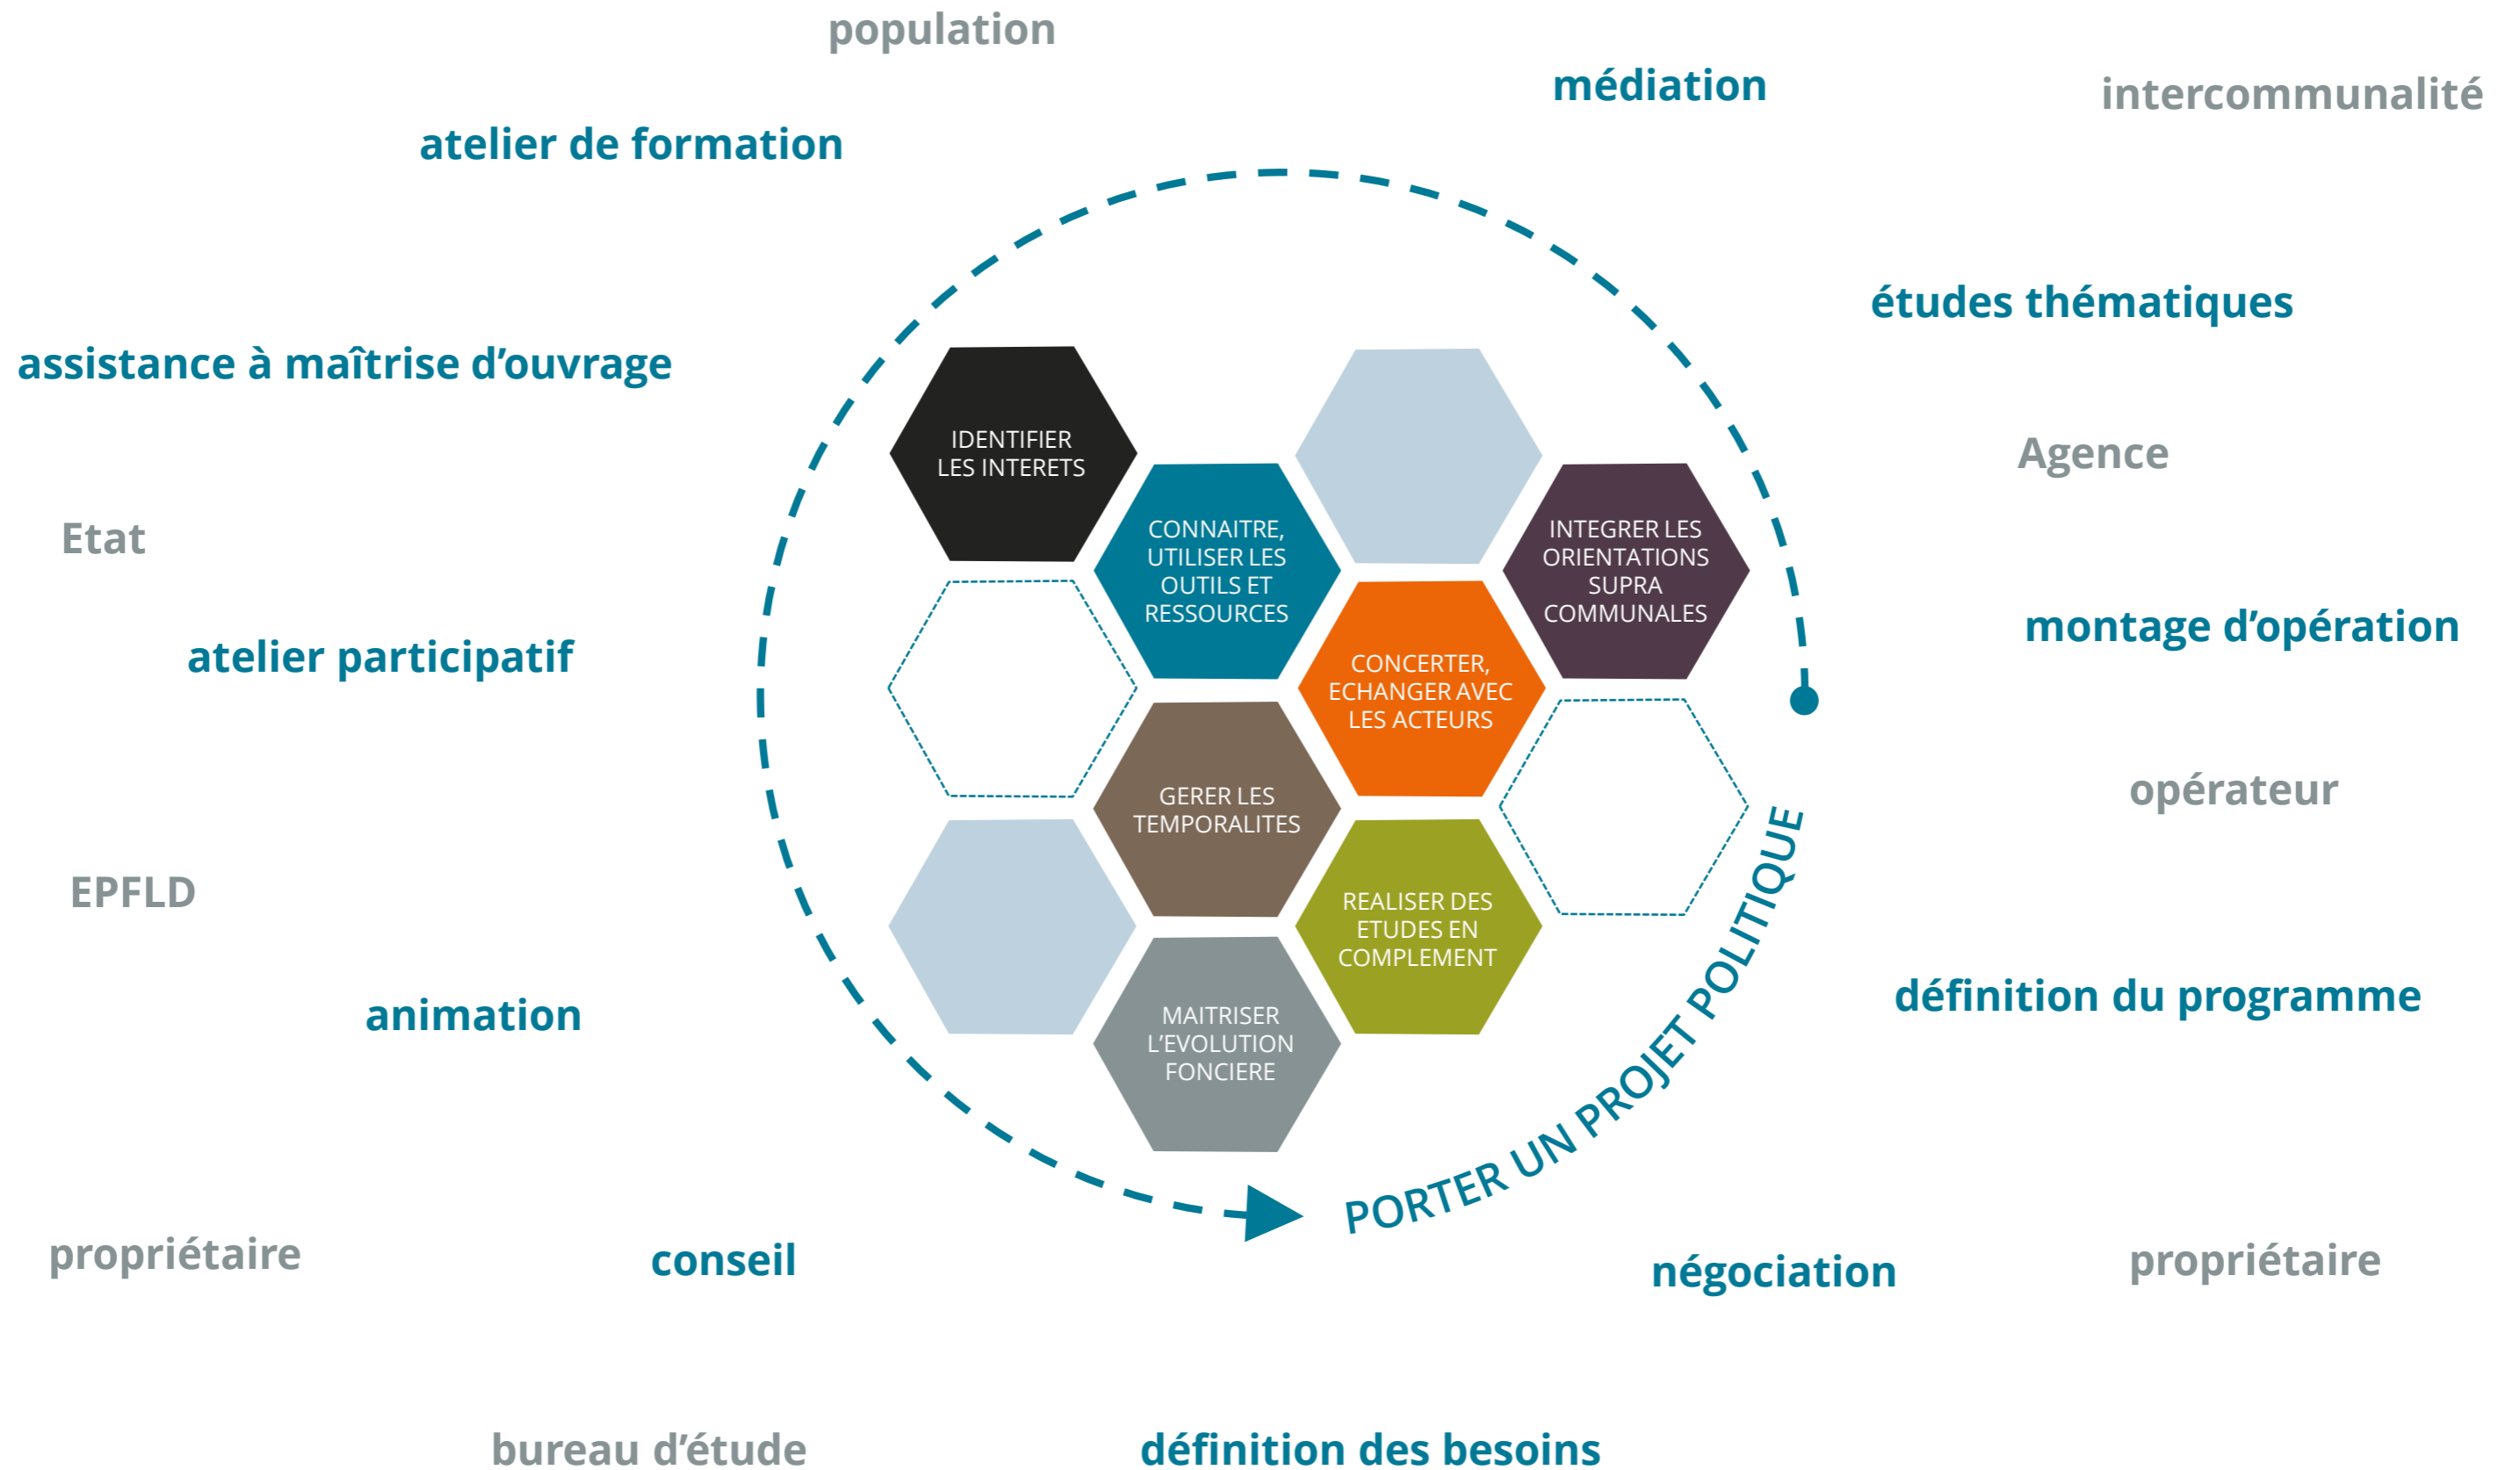 population
médiation
intercommunalité
atelier de formation
études thématiques
assistance à maîtrise d’ouvrage
IDENTIFIER
LES INTERETS
Agence
CONNAITRE,
UTILISER LES
OUTILS ET
RESSOURCES
INTEGRER LES
ORIENTATIONS
SUPRA
COMMUNALES
Etat
montage d’opération
atelier participatif
CONCERTER,
ECHANGER AVEC
LES ACTEURS
opérateur
GERER LES
TEMPORALITES
EPFLD
REALISER DES
ETUDES EN
COMPLEMENT
définition du programme
animation
MAITRISER
L’EVOLUTION
FONCIERE
PORTER UN PROJET POLITIQUE
propriétaire
conseil
négociation
propriétaire
bureau d’étude
définition des besoins